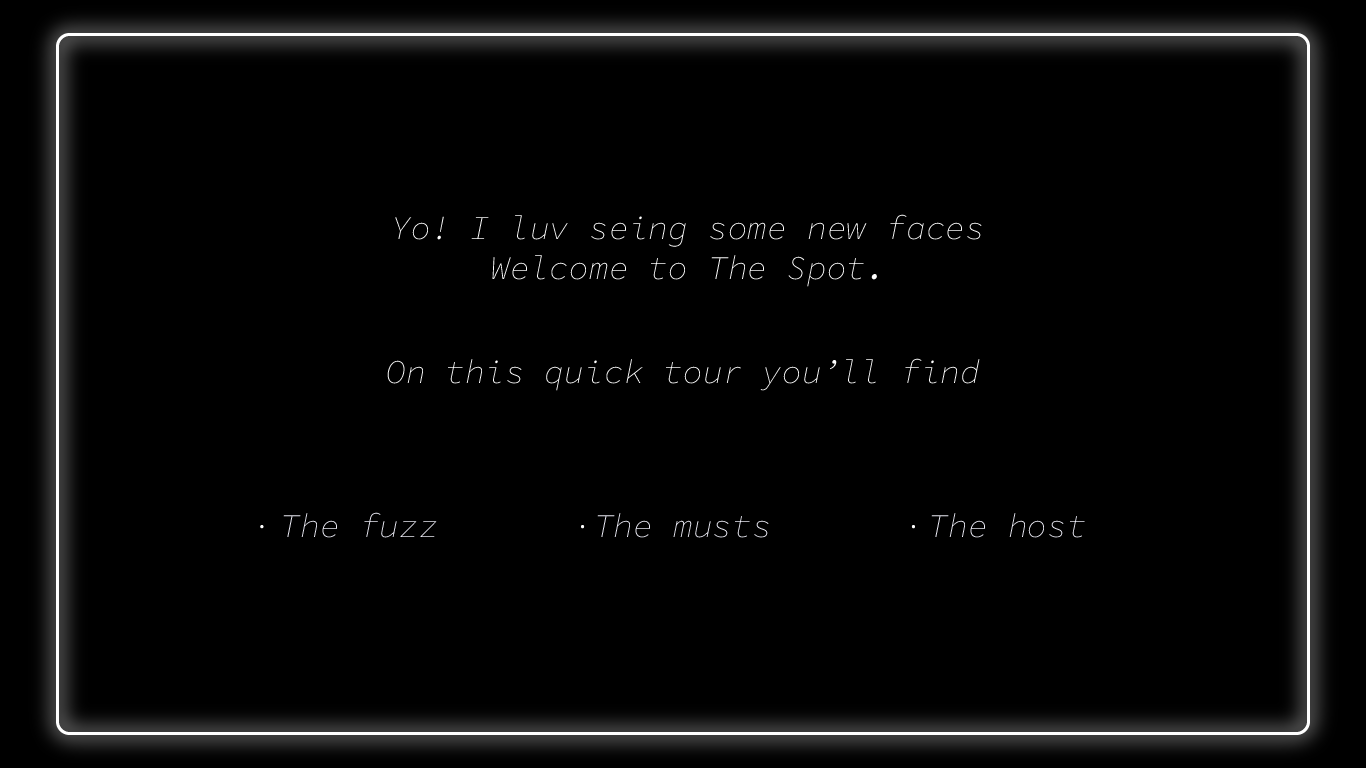 Yo! I luv seing some new faces
Welcome to The Spot.
On this quick tour you’ll find
· The fuzz · The musts · The host